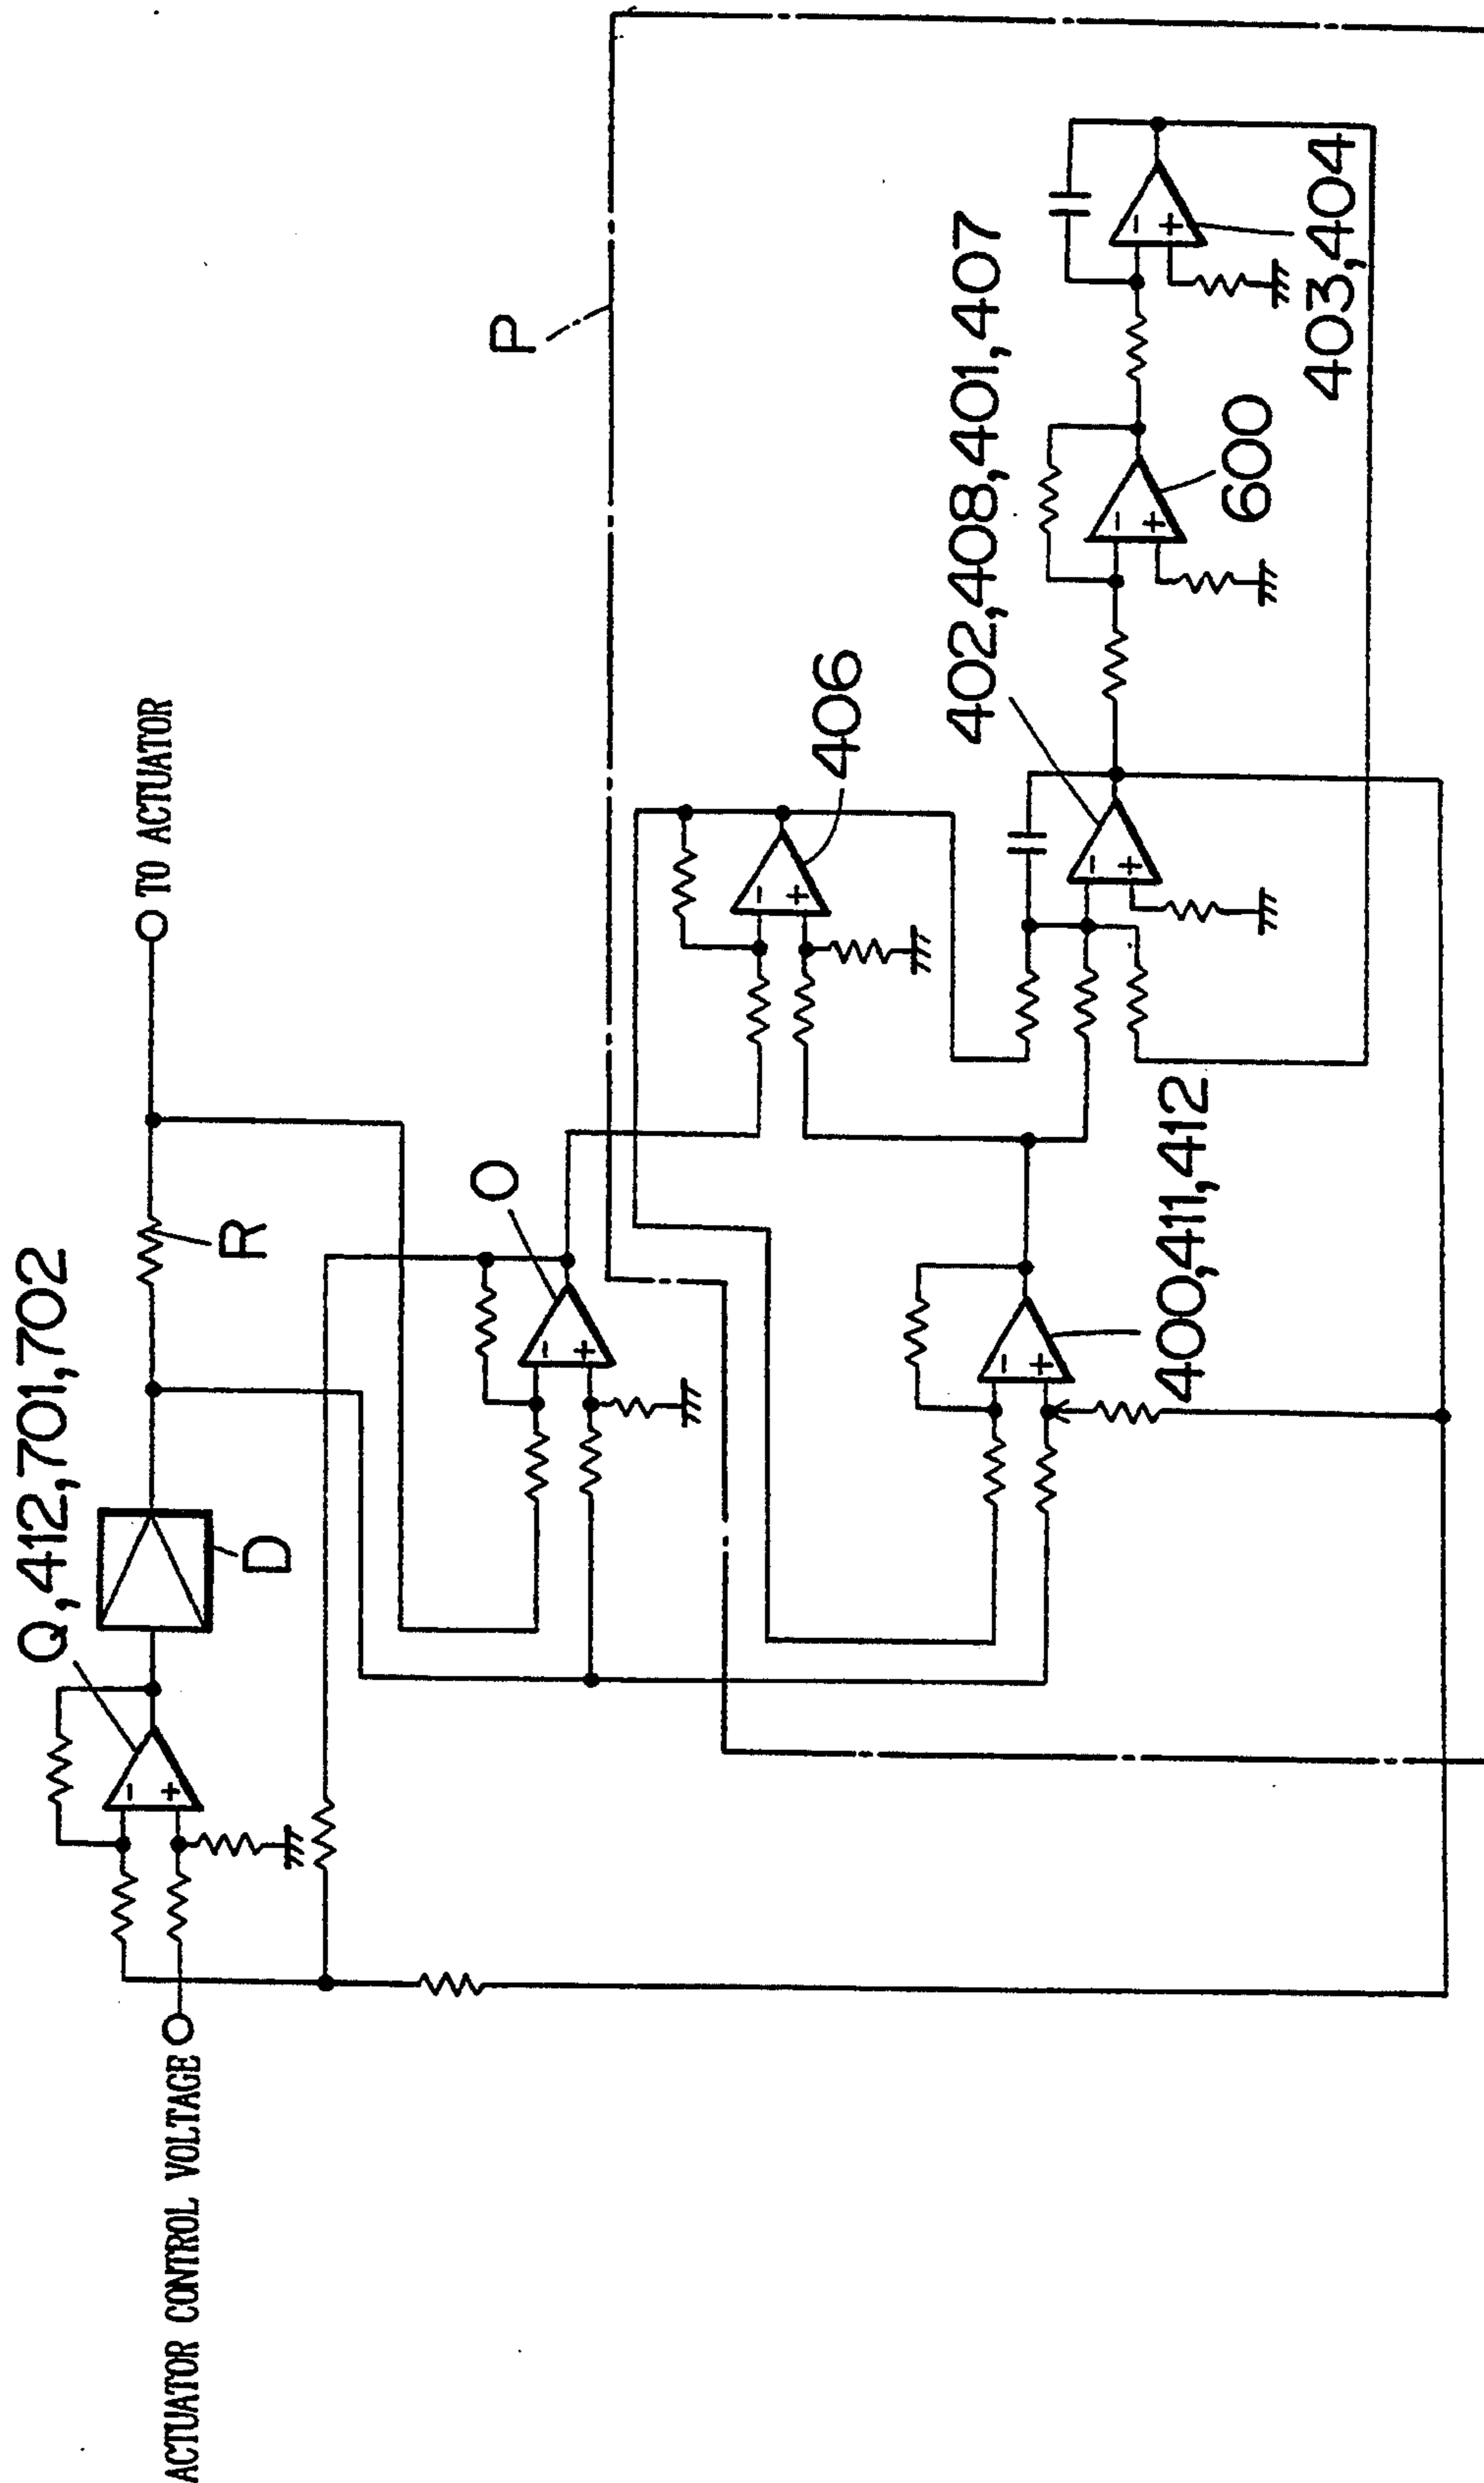 Q,412,701,702
ACTUATOR CONTROL VOLTAGE
D
R
TO ACTUATOR
O
P
406
402,408,401,407
400,411,412
600
403,404